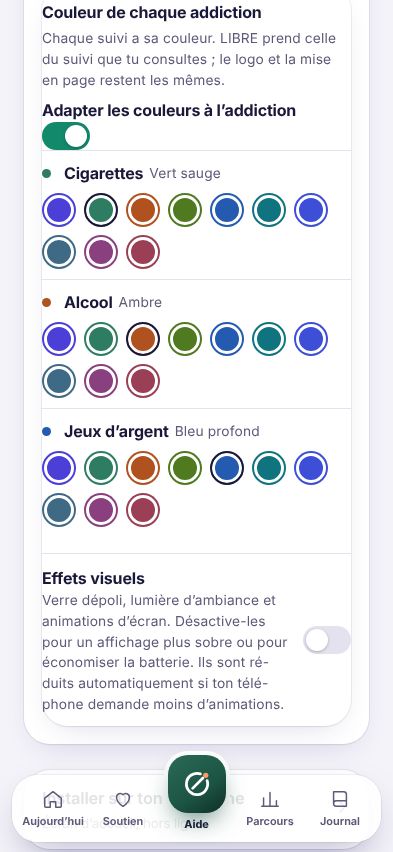 Couleur de chaque addiction
Chaque suivi a sa couleur. LIBRE prend celle
du suivi que tu consultes ; le logo et la mise
en page restent les mêmes.
Adapter les couleurs à l’addiction
Cigarettes Vert sauge
Alcool Ambre
Jeux d’argent Bleu profond
Effets visuels
Verre dépoli, lumière d’ambiance et
animations d’écran. Désactive-les
pour un affichage plus sobre ou pour
économiser la batterie. Ils sont ré-
duits automatiquement si ton télé-
phone demande moins d’animations.
Installer sur ton
Aujourd’hui Soutien Aide Parcours Journal